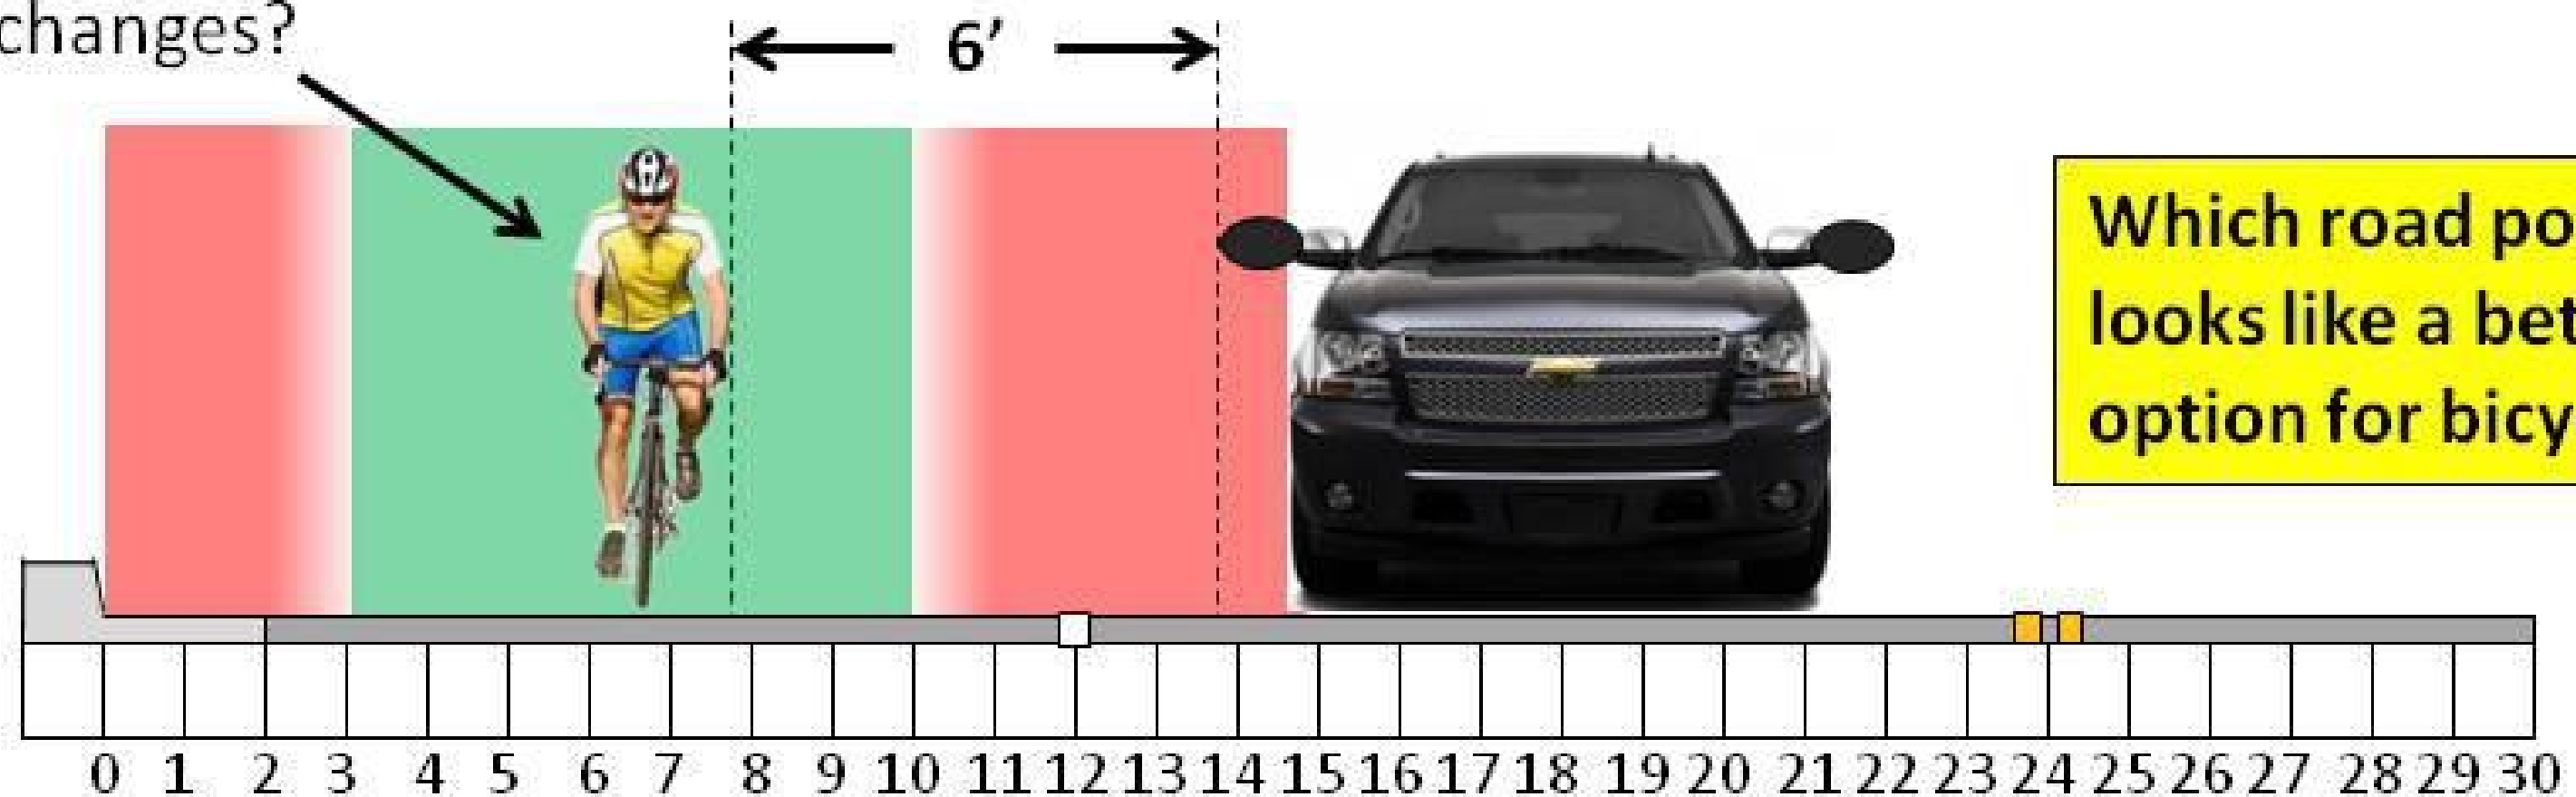 changes?
6'
Which road po
looks like a bet
option for bicy
0 1 2 3 4 5 6 7 8 9 10 11 12 13 14 15 16 17 18 19 20 21 22 23 24 25 26 27 28 29 30